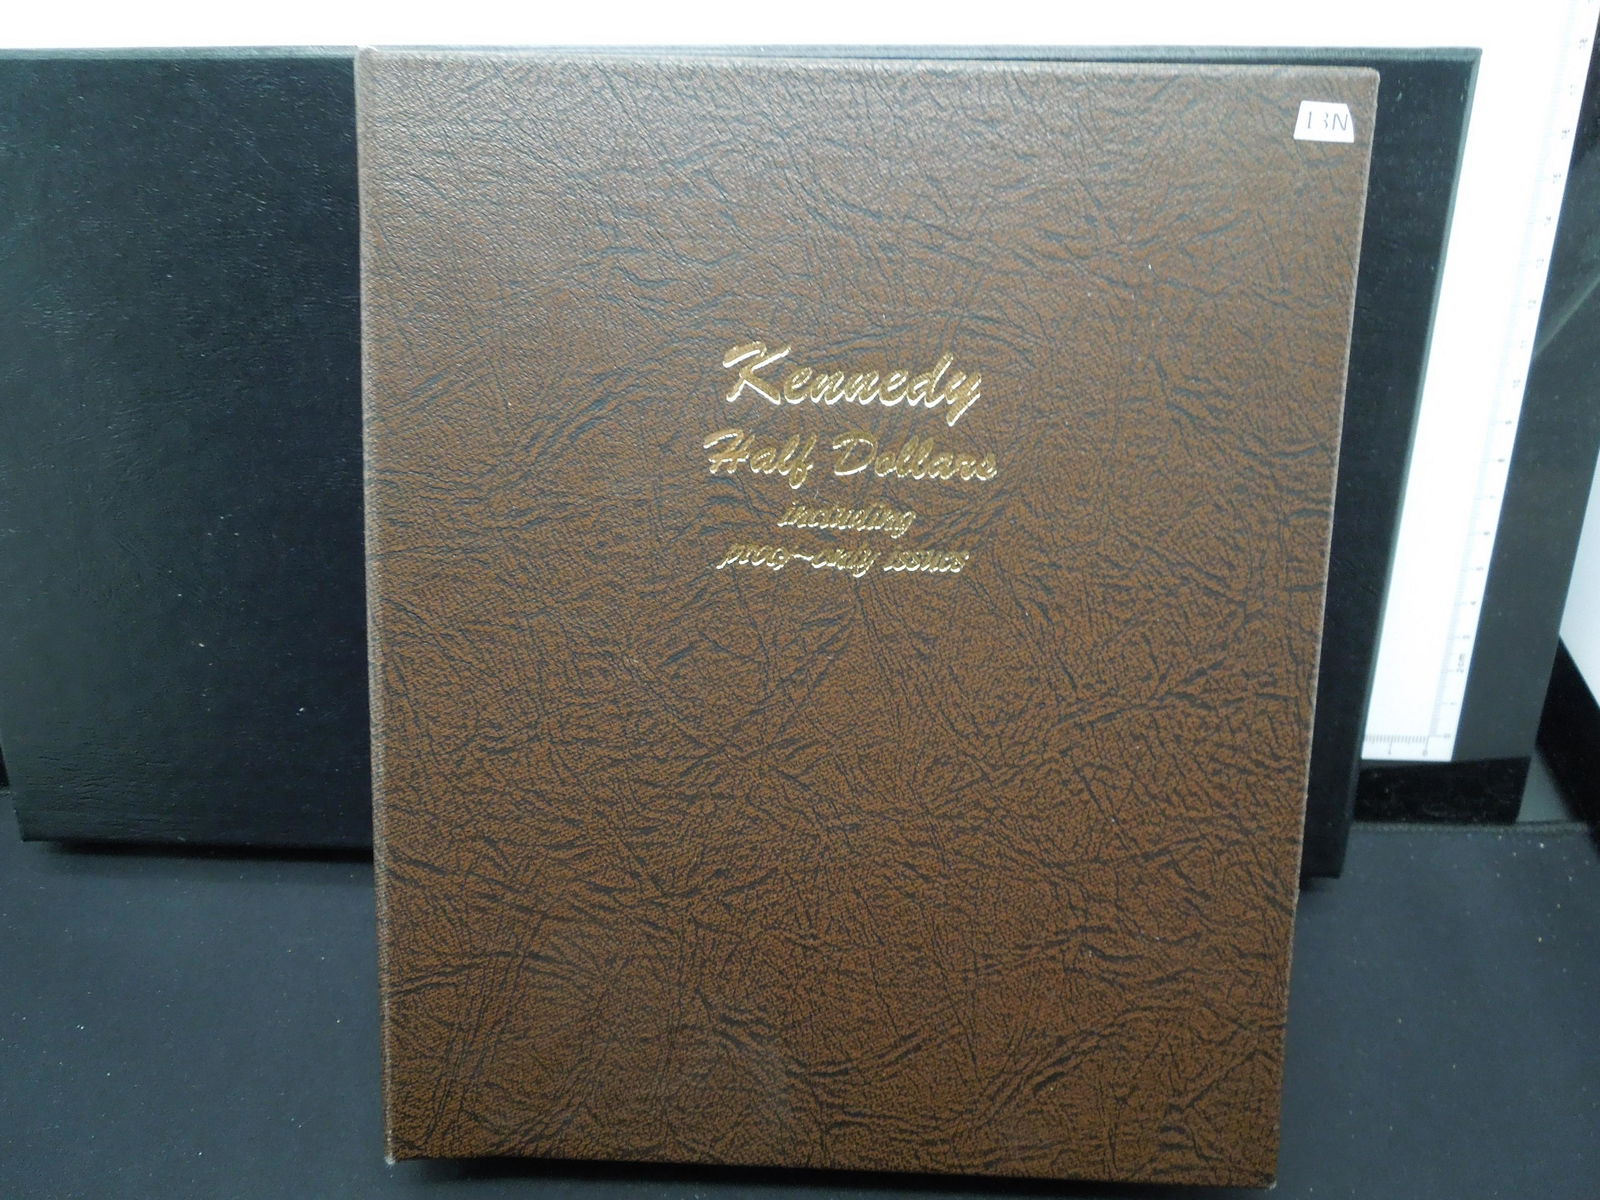 13N
Kennedy
Half Dollars
including
proof-only issues